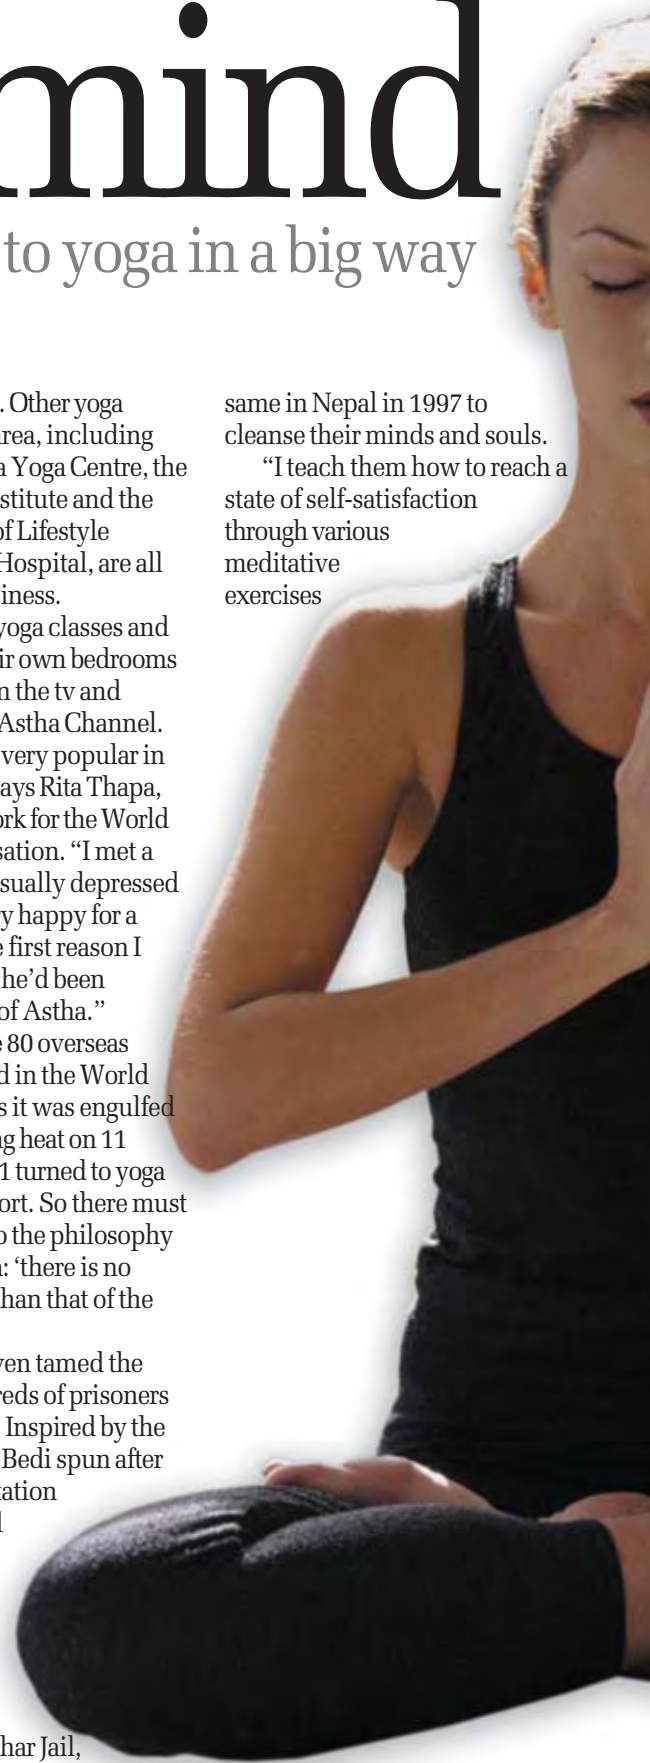 mind
to yoga in a big way
. Other yoga
rea, including
a Yoga Centre, the
stitute and the
of Lifestyle
Hospital, are all
iness.
yoga classes and
ir own bedrooms
n the tv and
Astha Channel.
very popular in
ays Rita Thapa,
ork for the World
sation. “I met a
sually depressed
y happy for a
e first reason I
he’d been
of Astha.”
e 80 overseas
d in the World
s it was engulfed
ng heat on 11
1 turned to yoga
ort. So there must
o the philosophy
: ‘there is no
han that of the
ven tamed the
reds of prisoners
Inspired by the
Bedi spun after
tation
l
har Jail,
same in Nepal in 1997 to
cleanse their minds and souls.
“I teach them how to reach a
state of self-satisfaction
through various
meditative
exercises